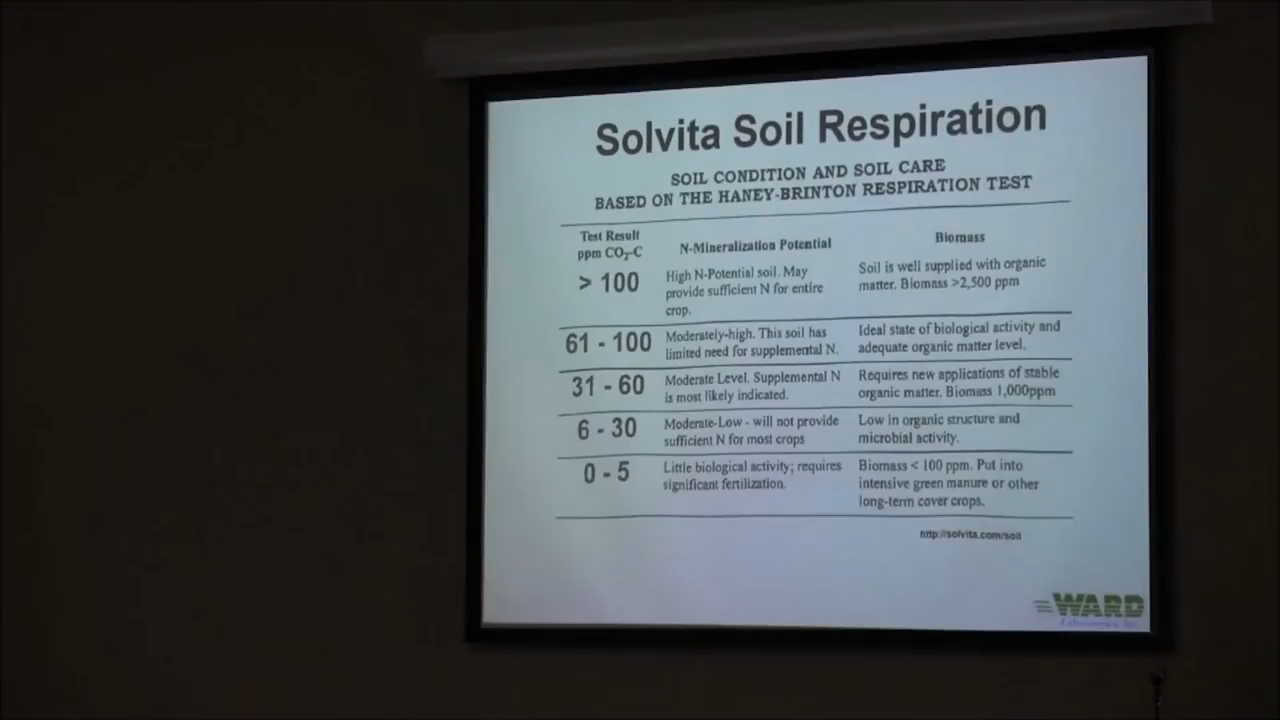 Solvita Soil Respiration
SOIL CONDITION AND SOIL CARE
BASED ON THE HANEY-BRINTON RESPIRATION TEST
Test Result
ppm CO₂-C
N-Mineralization Potential
Biomass
> 100
High N-Potential soil. May
provide sufficient N for entire
crop.
Soil is well supplied with organic
matter. Biomass >2,500 ppm
61 - 100
Moderately-high. This soil has
limited need for supplemental N.
Ideal state of biological activity and
adequate organic matter level.
31 - 60
Moderate Level. Supplemental N
is most likely indicated.
Requires new applications of stable
organic matter. Biomass 1,000ppm
6 - 30
Moderate-Low - will not provide
sufficient N for most crops
Low in organic structure and
microbial activity.
0 - 5
Little biological activity; requires
significant fertilization.
Biomass < 100 ppm. Put into
intensive green manure or other
long-term cover crops.
http://solvita.com/soil
WARD